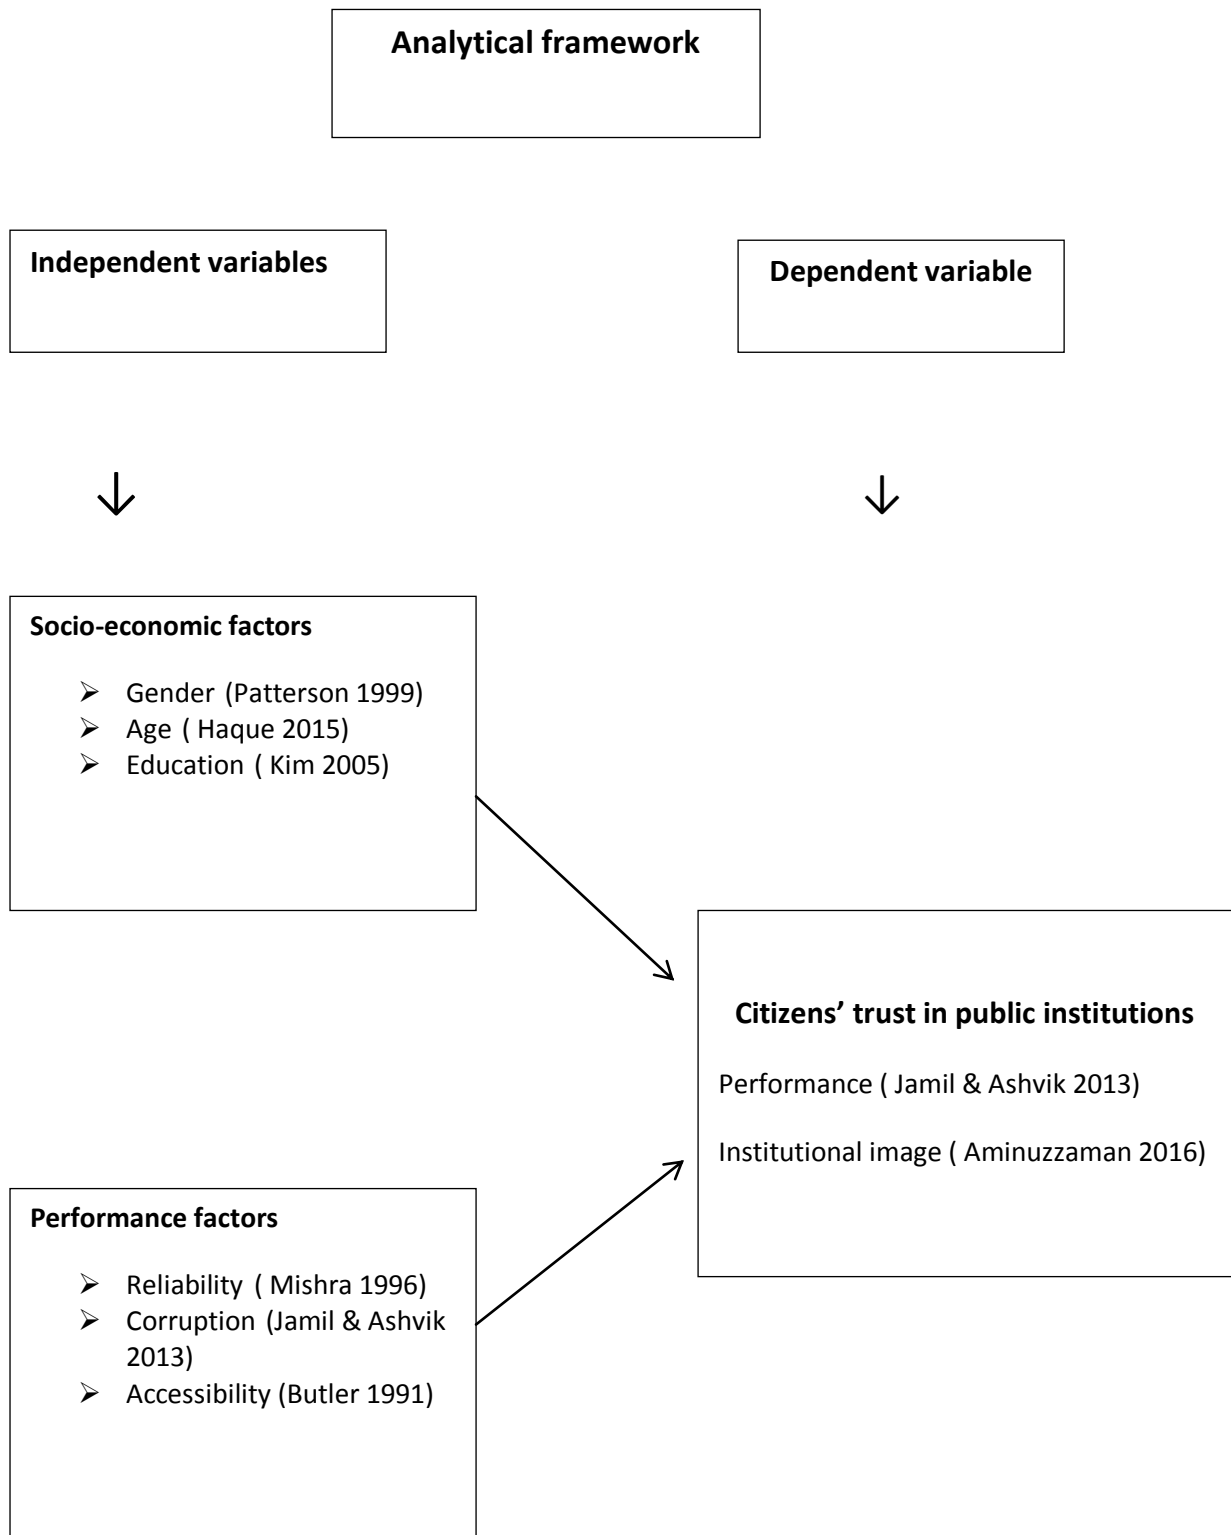 Analytical framework
Independent variables
Dependent variable
Socio-economic factors
Gender (Patterson 1999)
Age ( Haque 2015)
Education ( Kim 2005)
Citizens’ trust in public institutions
Performance ( Jamil & Ashvik 2013)
Institutional image ( Aminuzzaman 2016)
Performance factors
Reliability ( Mishra 1996)
Corruption (Jamil & Ashvik
2013)
Accessibility (Butler 1991)